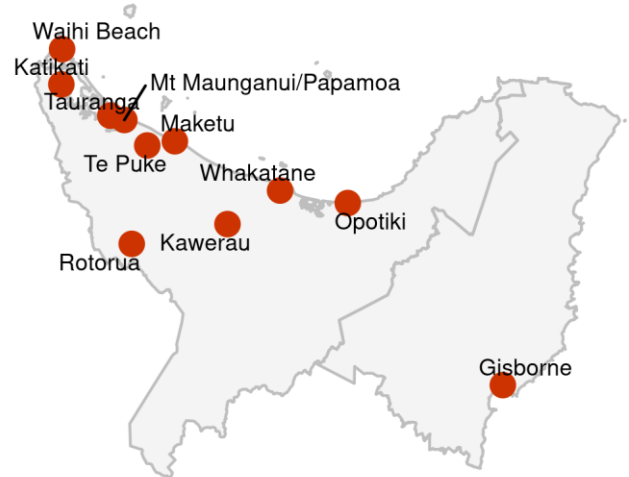 Waihi Beach
Katikati
Mt Maunganui/Papamoa
Tauranga
Maketu
Te Puke
Whakatane
Opotiki
Kawerau
Rotorua
Gisborne